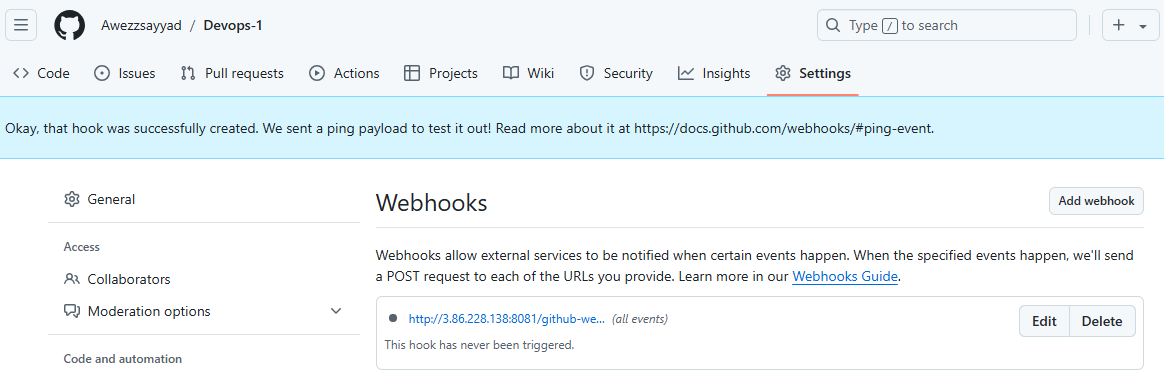 Awezzsayyad / Devops-1
Type / to search
Code Issues Pull requests Actions Projects Wiki Security Insights Settings
Okay, that hook was successfully created. We sent a ping payload to test it out! Read more about it at https://docs.github.com/webhooks/#ping-event.
General
Access
Collaborators
Moderation options
Code and automation
Webhooks
Add webhook
Webhooks allow external services to be notified when certain events happen. When the specified events happen, we'll send
a POST request to each of the URLs you provide. Learn more in our Webhooks Guide.
http://3.86.228.138:8081/github-we... (all events)
Edit Delete
This hook has never been triggered.